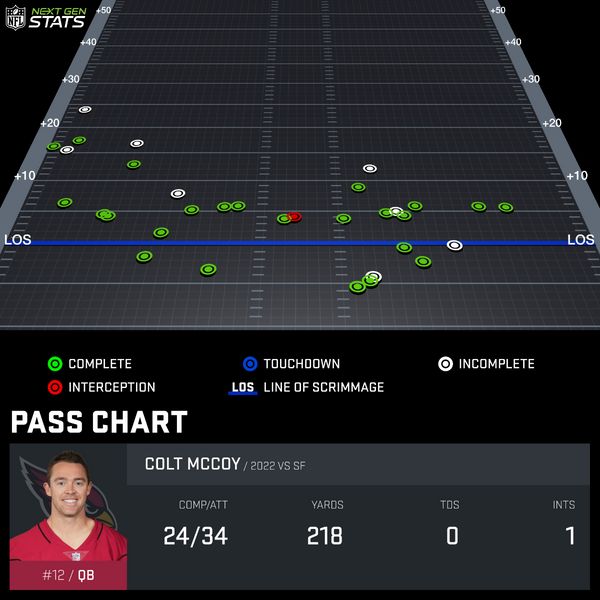 NFL NEXT GEN STATS
+50 +50
+40 +40
+30 +30
+20 +20
+10 +10
LOS LOS
COMPLETE TOUCHDOWN INCOMPLETE
INTERCEPTION LOS LINE OF SCRIMMAGE
PASS CHART
COLT MCCOY / 2022 VS SF
COMP/ATT YARDS TDS INTS
24/34 218 0 1
#12 / QB